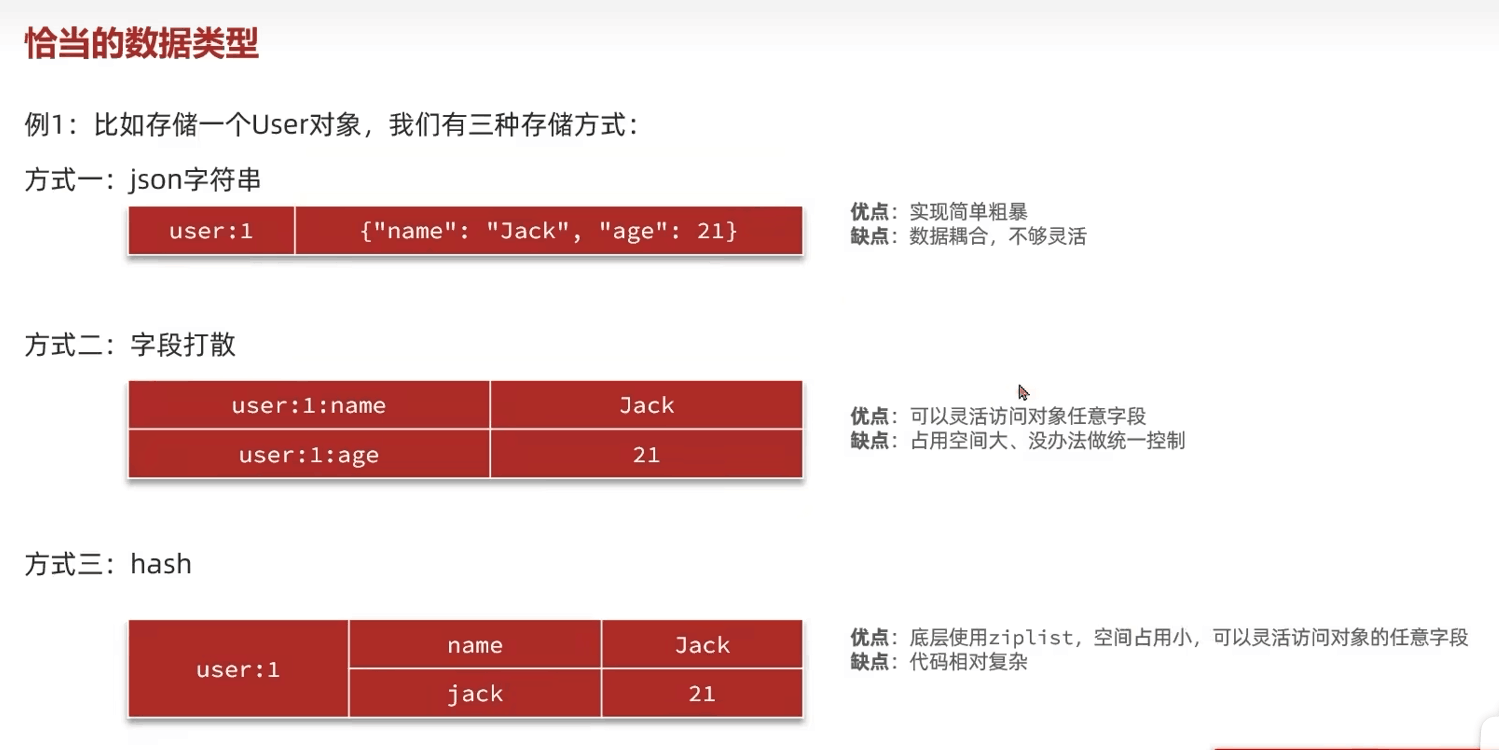 恰当的数据类型
例1：比如存储一个User对象，我们有三种存储方式：
方式一：json字符串
user:1 {"name": "Jack", "age": 21}
优点：实现简单粗暴
缺点：数据耦合，不够灵活
方式二：字段打散
user:1:name Jack
user:1:age 21
优点：可以灵活访问对象任意字段
缺点：占用空间大、没办法做统一控制
方式三：hash
user:1
name Jack
jack 21
优点：底层使用ziplist，空间占用小，可以灵活访问对象的任意字段
缺点：代码相对复杂